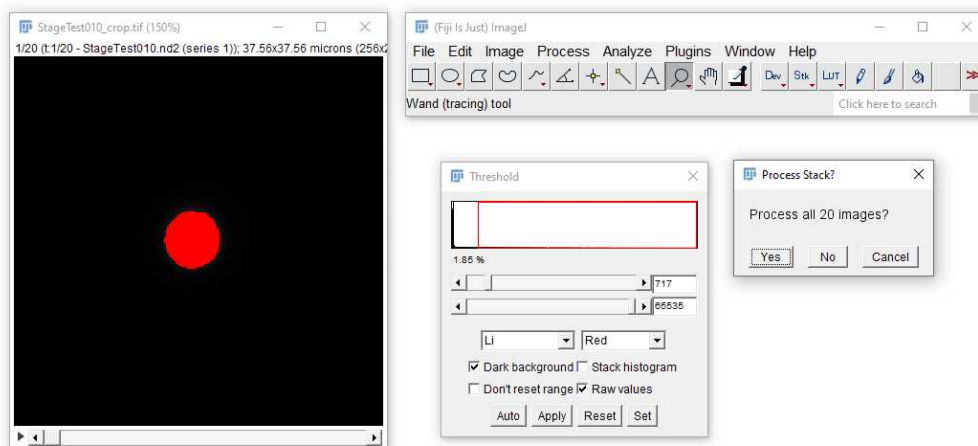 StageTest010_crop.tif (150%)
1/20 (t:1/20 - StageTest010.nd2 (series 1)); 37.56x37.56 microns (256x2
(Fiji Is Just) ImageJ
File Edit Image Process Analyze Plugins Window Help
A Dev Stk LUT
Wand (tracing) tool
Click here to search
Threshold
1.85 %
717
65535
Li Red
Dark background Stack histogram
Don't reset range Raw values
Auto Apply Reset Set
Process Stack?
Process all 20 images?
Yes No Cancel